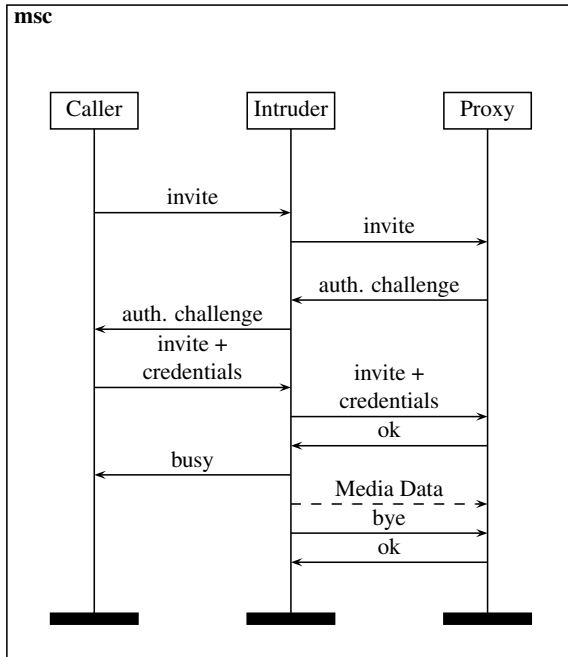 msc
Caller
Intruder
Proxy
invite
invite
auth. challenge
auth. challenge
invite +
credentials
invite +
credentials
ok
busy
Media Data
bye
ok